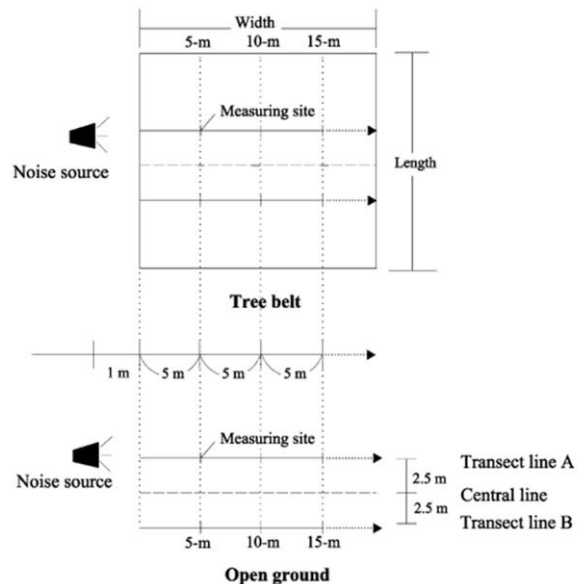 Width
5-m 10-m 15-m
Measuring site
Noise source
Length
Tree belt
1 m 5 m 5 m 5 m
Measuring site
Noise source
Transect line A
2.5 m
Central line
2.5 m
Transect line B
5-m 10-m 15-m
Open ground